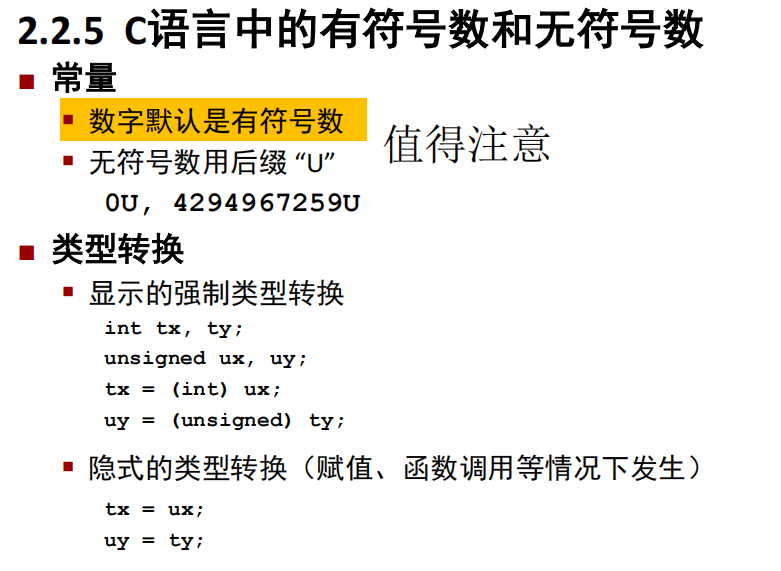 2.2.5 C语言中的有符号数和无符号数
常量
数字默认是有符号数
值得注意
无符号数用后缀 “U”
0U, 4294967259U
类型转换
显示的强制类型转换
int tx, ty;
unsigned ux, uy;
tx = (int) ux;
uy = (unsigned) ty;
隐式的类型转换（赋值、函数调用等情况下发生）
tx = ux;
uy = ty;